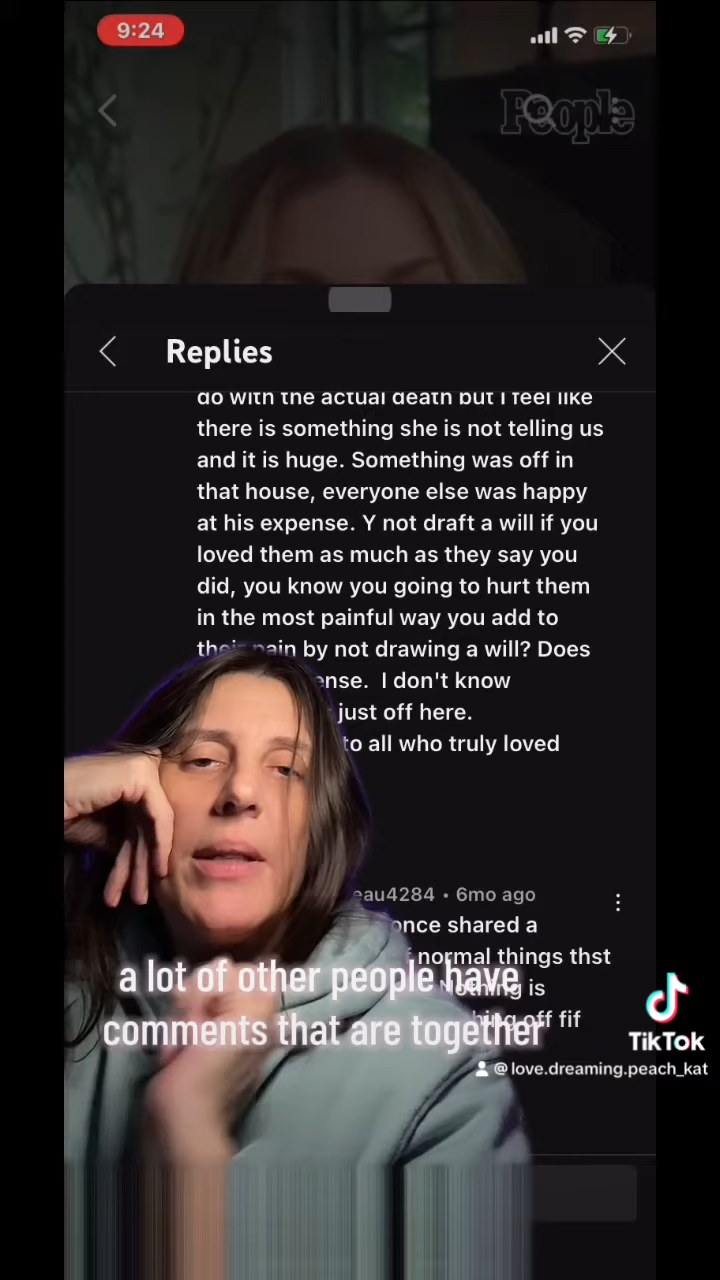 9:24
People
Replies
do with the actual death but I feel like
there is something she is not telling us
and it is huge. Something was off in
that house, everyone else was happy
at his expense. Y not draft a will if you
loved them as much as they say you
did, you know you going to hurt them
in the most painful way you add to
their pain by not drawing a will? Does
I don't know
just off here.
to all who truly loved
eau4284 • 6mo ago
once shared a
normal things thst
Nothing is
off fif
a lot of other people have
comments that are together
TikTok
@love.dreaming.peach_kat